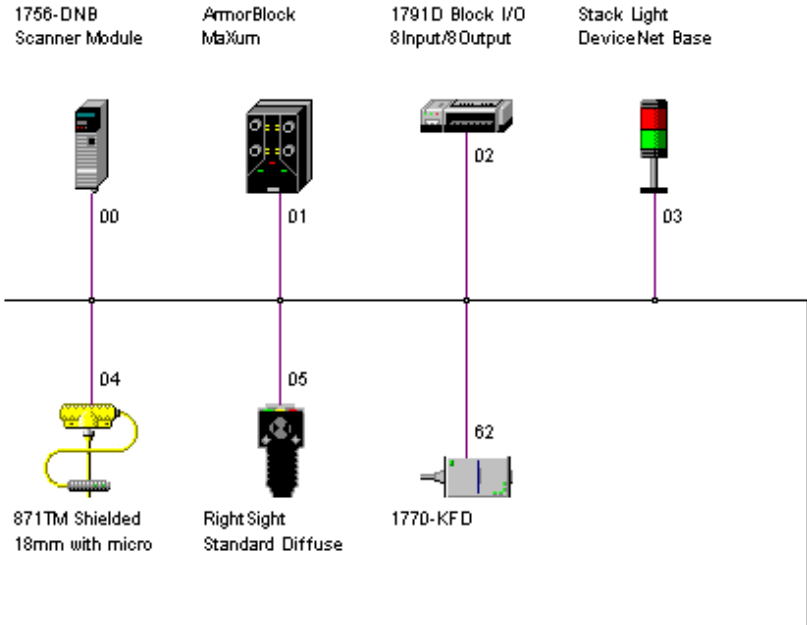 1756-DNB
Scanner Module
ArmorBlock
MaXum
1791D Block I/O
8Input/8Output
Stack Light
DeviceNet Base
00
01
02
03
04
05
62
871TM Shielded
18mm with micro
RightSight
Standard Diffuse
1770-KFD